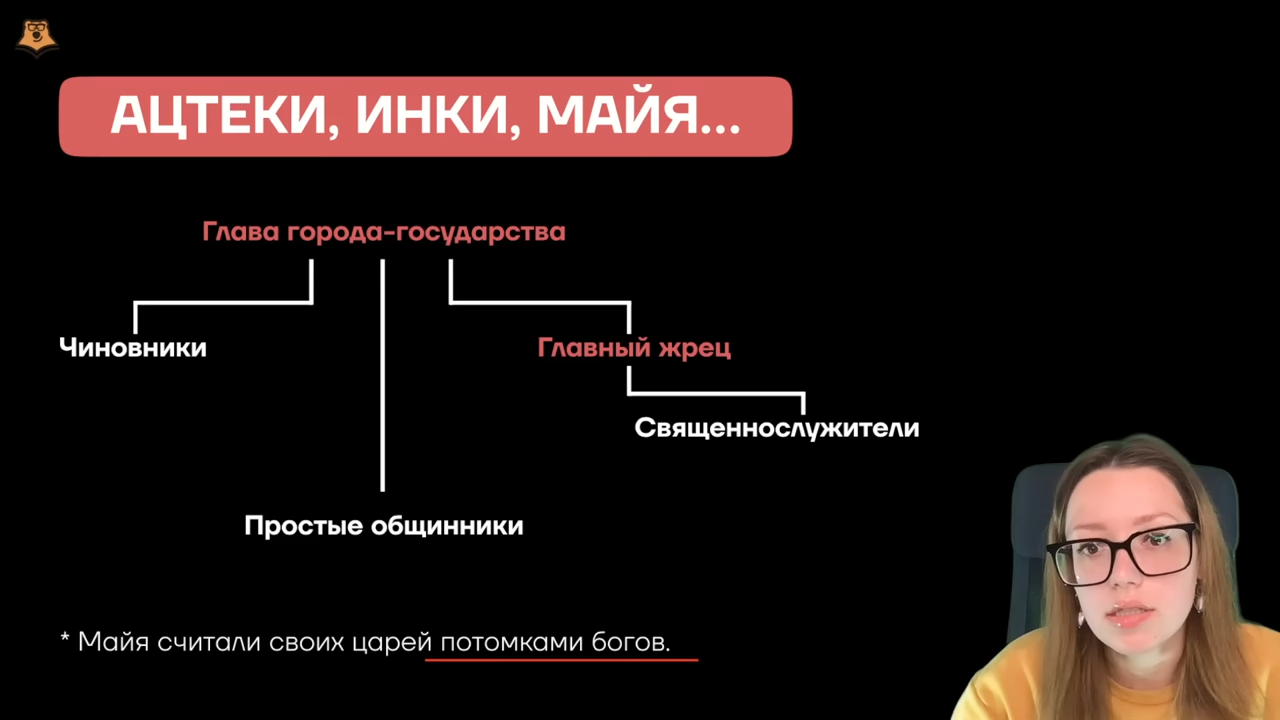 АЦТЕКИ, ИНКИ, МАЙЯ...
Глава города-государства
Чиновники
Главный жрец
Священнослужители
Простые общинники
* Майя считали своих царей потомками богов.